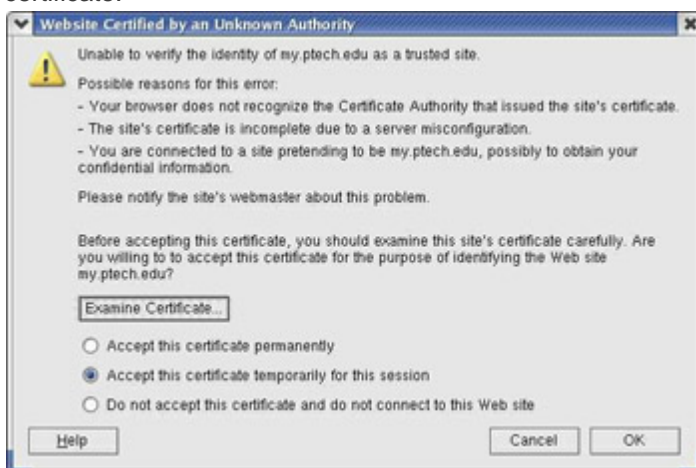 certificate.
Website Certified by an Unknown Authority
Unable to verify the identity of my.ptech.edu as a trusted site.
Possible reasons for this error:
- Your browser does not recognize the Certificate Authority that issued the site's certificate.
- The site's certificate is incomplete due to a server misconfiguration.
- You are connected to a site pretending to be my.ptech.edu, possibly to obtain your
confidential information.
Please notify the site's webmaster about this problem.
Before accepting this certificate, you should examine this site's certificate carefully. Are
you willing to to accept this certificate for the purpose of identifying the Web site
my.ptech.edu?
Examine Certificate...
Accept this certificate permanently
Accept this certificate temporarily for this session
Do not accept this certificate and do not connect to this Web site
Help Cancel OK